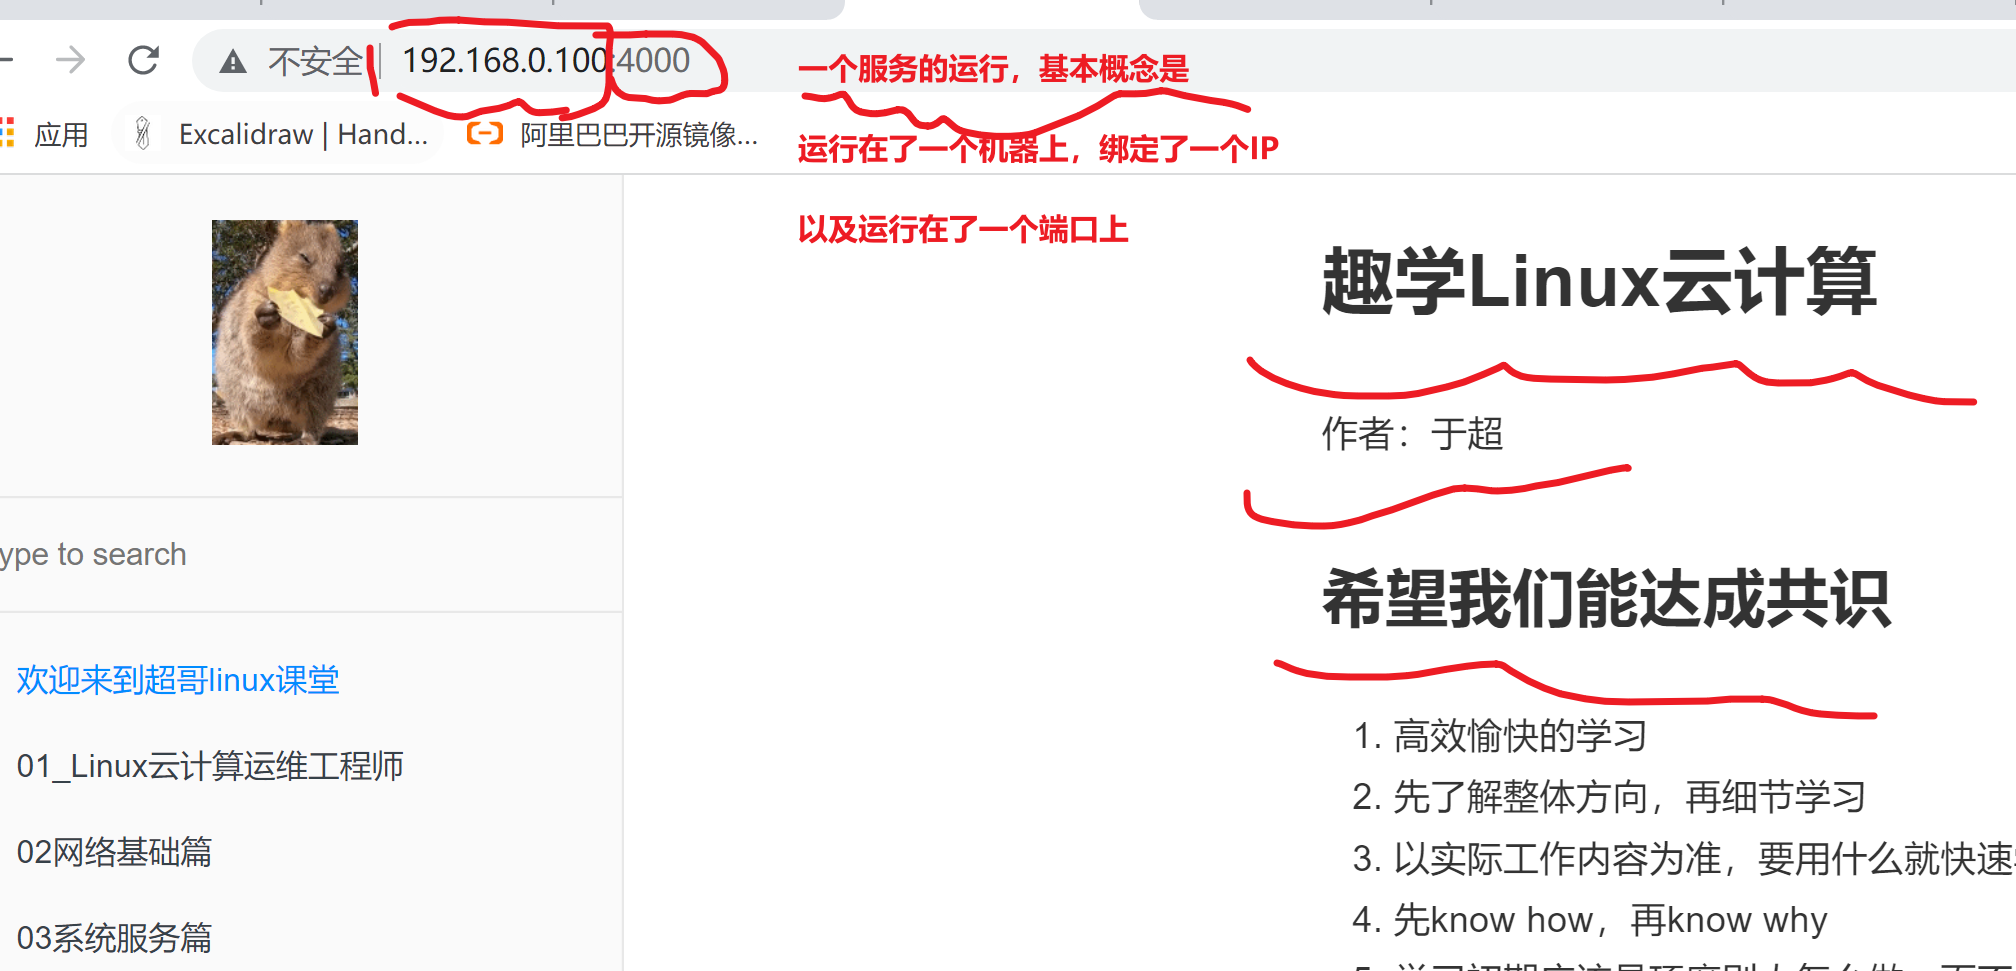 不安全 | 192.168.0.100:4000
一个服务的运行，基本概念是
应用 Excalidraw | Hand... 阿里巴巴开源镜像...
运行在了一个机器上，绑定了一个IP
以及运行在了一个端口上
趣学Linux云计算
作者：于超
ype to search
希望我们能达成共识
欢迎来到超哥linux课堂
1. 高效愉快的学习
01_Linux云计算运维工程师
2. 先了解整体方向，再细节学习
02网络基础篇
3. 以实际工作内容为准，要用什么就快速
4. 先know how，再know why
03系统服务篇